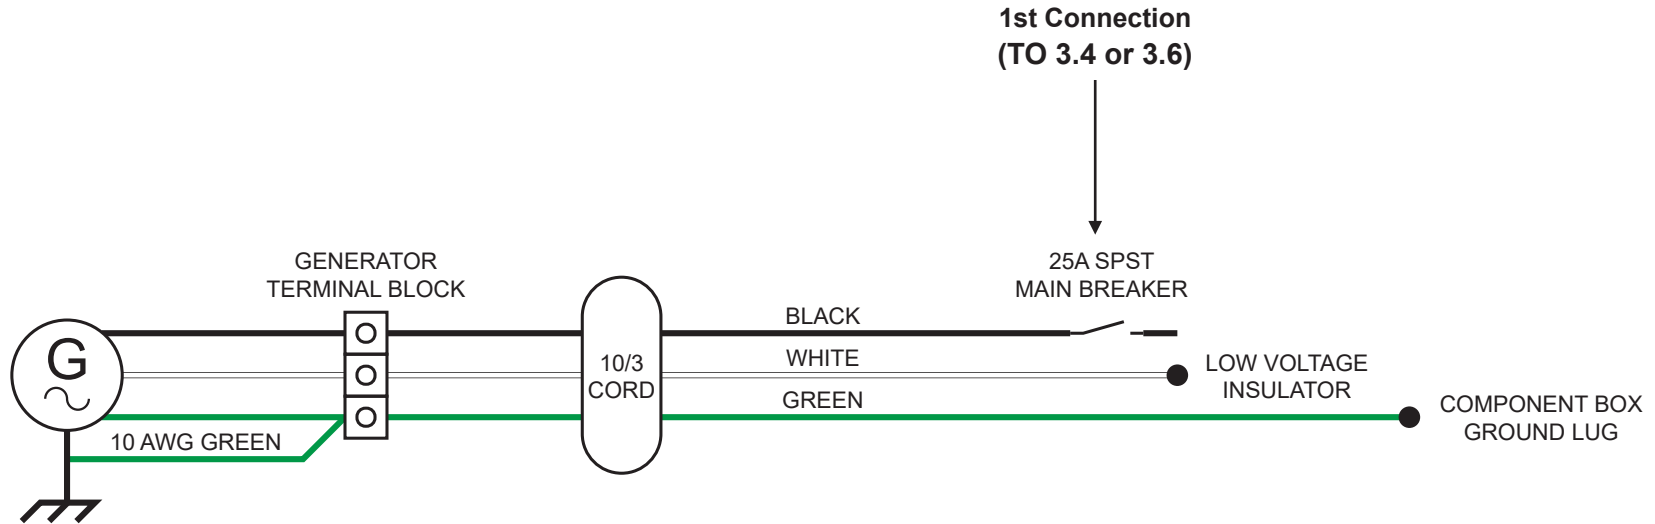 1st Connection
(TO 3.4 or 3.6)
GENERATOR
TERMINAL BLOCK
25A SPST
MAIN BREAKER
BLACK
G
WHITE
10/3
CORD
LOW VOLTAGE
INSULATOR
GREEN
COMPONENT BOX
GROUND LUG
10 AWG GREEN